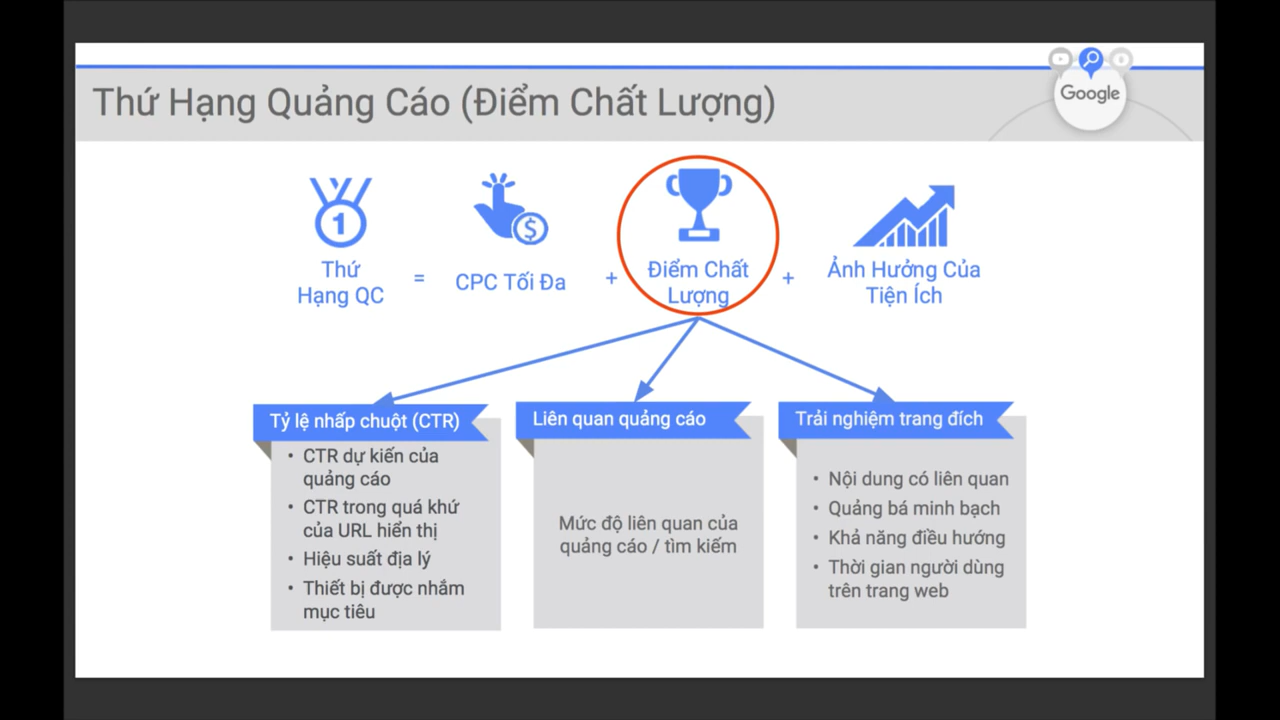 Thứ Hạng Quảng Cáo (Điểm Chất Lượng)
Google
1
$
Thứ
Hạng QC
=
CPC Tối Đa
+
Điểm Chất
Lượng
+
Ảnh Hưởng Của
Tiện Ích
Tỷ lệ nhấp chuột (CTR)
• CTR dự kiến của
quảng cáo
• CTR trong quá khứ
của URL hiển thị
• Hiệu suất địa lý
• Thiết bị được nhắm
mục tiêu
Liên quan quảng cáo
Mức độ liên quan của
quảng cáo / tìm kiếm
Trải nghiệm trang đích
• Nội dung có liên quan
• Quảng bá minh bạch
• Khả năng điều hướng
• Thời gian người dùng
trên trang web